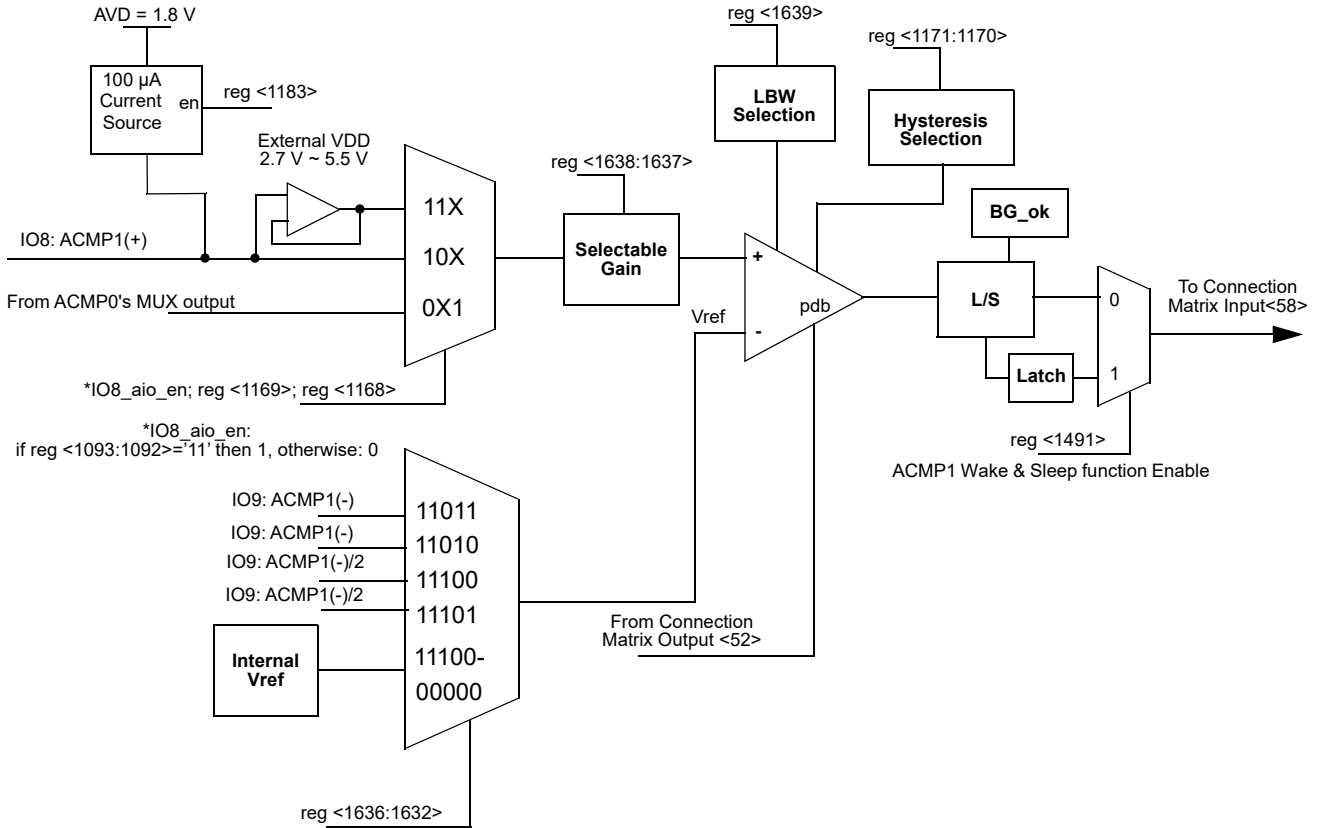 AVD = 1.8 V
100 µA
Current
Source
en
reg <1183>
External VDD
2.7 V ~ 5.5 V
IO8: ACMP1(+)
From ACMP0's MUX output
11X
10X
0X1
*IO8_aio_en; reg <1169>; reg <1168>
*IO8_aio_en:
if reg <1093:1092>='11' then 1, otherwise: 0
reg <1638:1637>
Selectable
Gain
reg <1639>
LBW
Selection
reg <1171:1170>
Hysteresis
Selection
+
Vref
-
pdb
BG_ok
L/S
Latch
0
1
To Connection
Matrix Input<58>
reg <1491>
ACMP1 Wake & Sleep function Enable
IO9: ACMP1(-)
IO9: ACMP1(-)
IO9: ACMP1(-)/2
IO9: ACMP1(-)/2
11011
11010
11100
11101
11100-
00000
Internal
Vref
From Connection
Matrix Output <52>
reg <1636:1632>